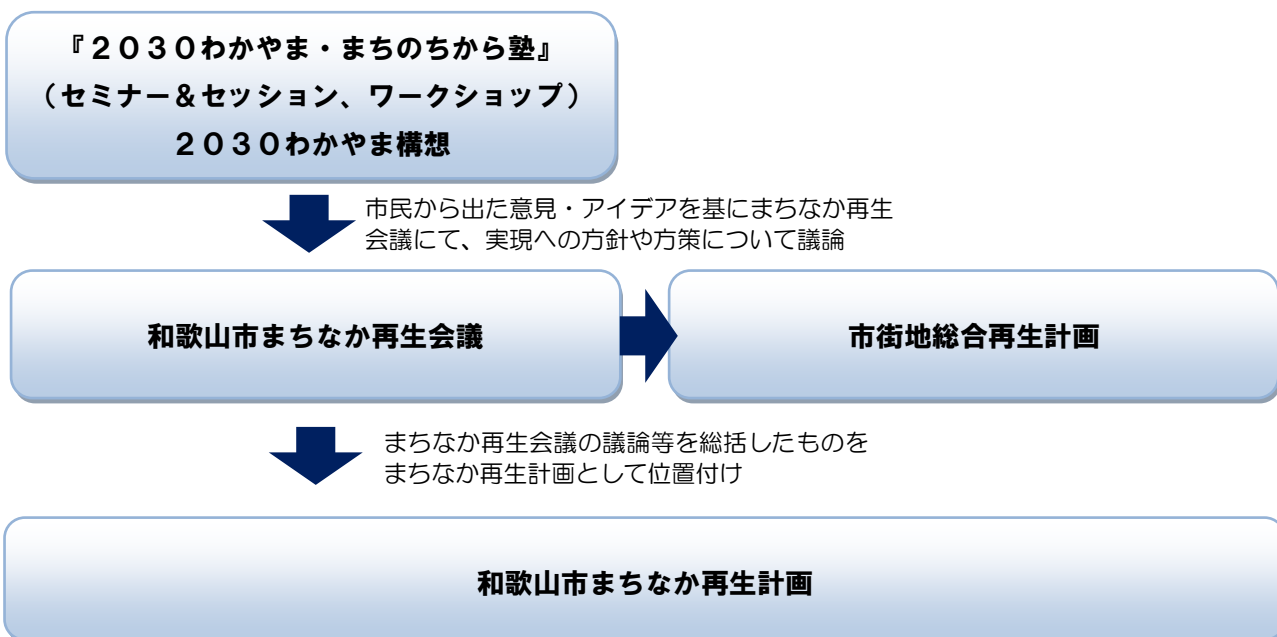 『２０３０わかやま・まちのちから塾』
（セミナー＆セッション、ワークショップ）
２０３０わかやま構想
市民から出た意見・アイデアを基にまちなか再生
会議にて、実現への方針や方策について議論
和歌山市まちなか再生会議
市街地総合再生計画
まちなか再生会議の議論等を総括したものを
まちなか再生計画として位置付け
和歌山市まちなか再生計画